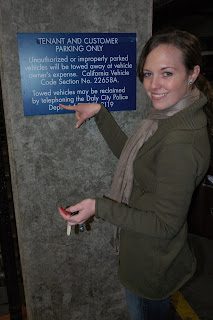 TENANT AND CUSTOMER
PARKING ONLY
Unauthorized or improperly parked
vehicles will be towed away at vehicle
owner's expense. California Vehicle
Code Section No. 22658A.
Towed vehicles may be reclaimed
by telephoning the Daly City Police